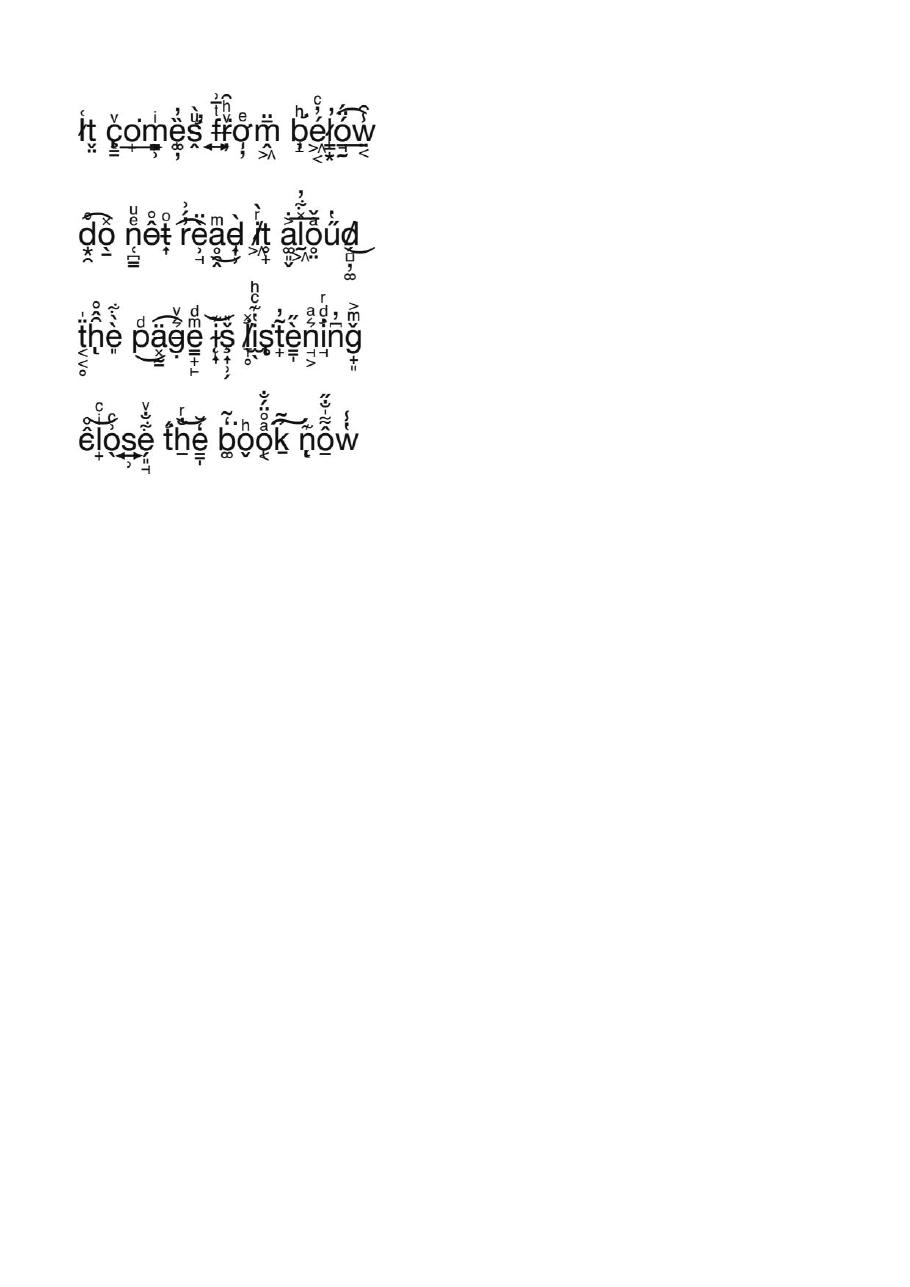 it comes from below
do not read it aloud
the page is listening
close the book now